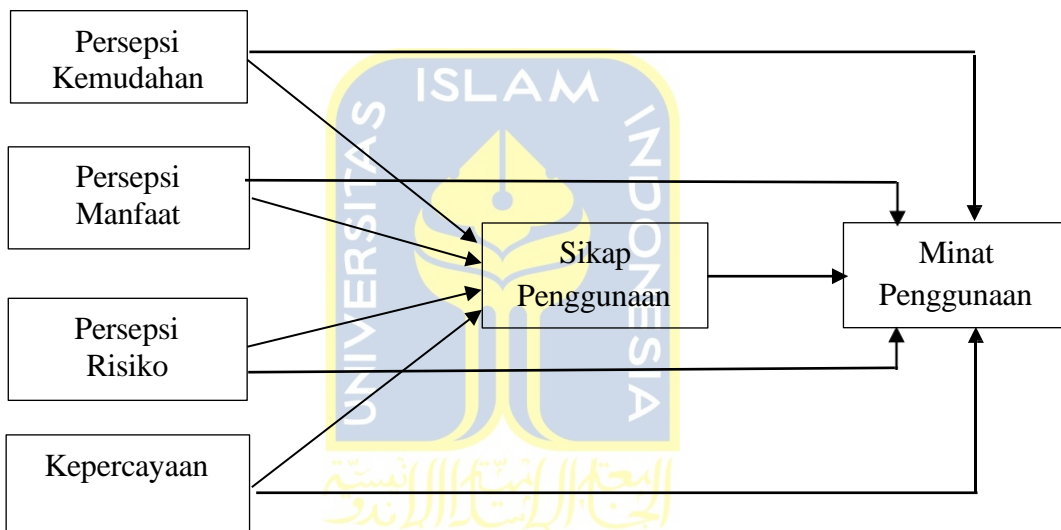 Persepsi
Kemudahan
Persepsi
Manfaat
Persepsi
Risiko
Kepercayaan
Sikap
Penggunaan
Minat
Penggunaan
UNIVERSITAS
ISLAM
INDONESIA